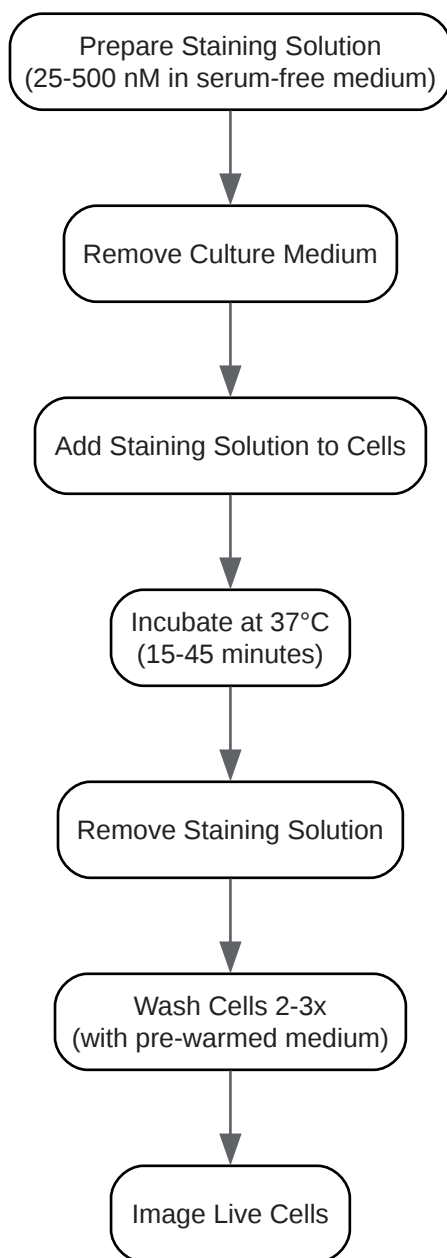 Prepare Staining Solution
(25-500 nM in serum-free medium)
Remove Culture Medium
Add Staining Solution to Cells
Incubate at 37°C
(15-45 minutes)
Remove Staining Solution
Wash Cells 2-3x
(with pre-warmed medium)
Image Live Cells